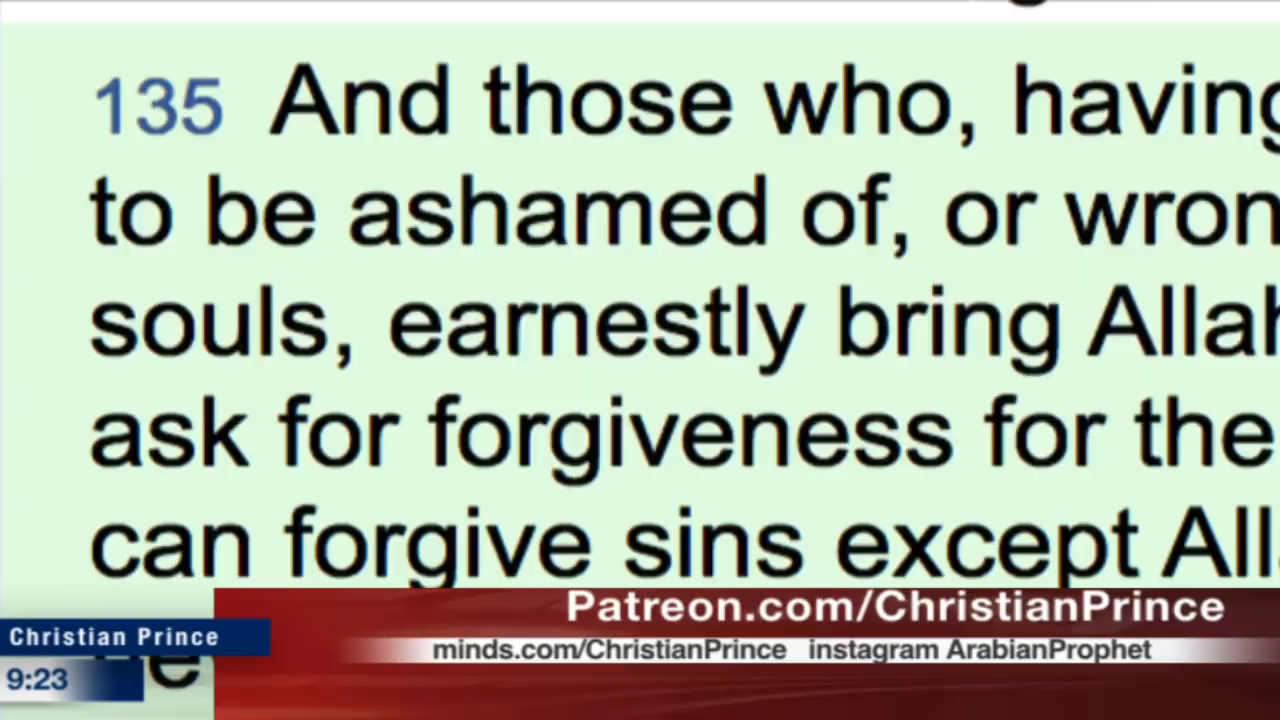 135 And those who, having
to be ashamed of, or wron
souls, earnestly bring Allah
ask for forgiveness for the
can forgive sins except All
Patreon.com/ChristianPrince
Christian Prince
minds.com/ChristianPrince instagram ArabianProphet
9:23